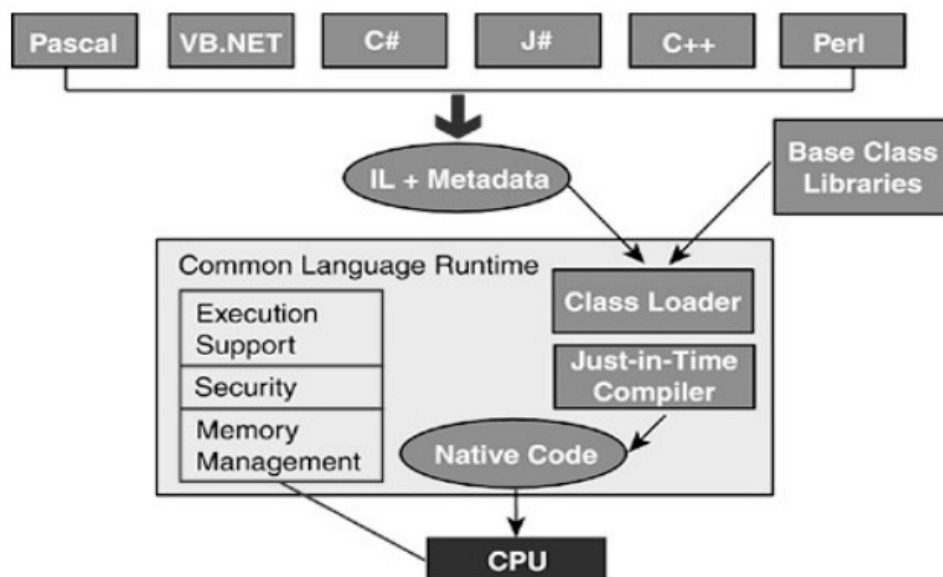 Pascal
VB.NET
C#
J#
C++
Perl
IL + Metadata
Base Class
Libraries
Common Language Runtime
Execution
Support
Security
Memory
Management
Class Loader
Just-in-Time
Compiler
Native Code
CPU